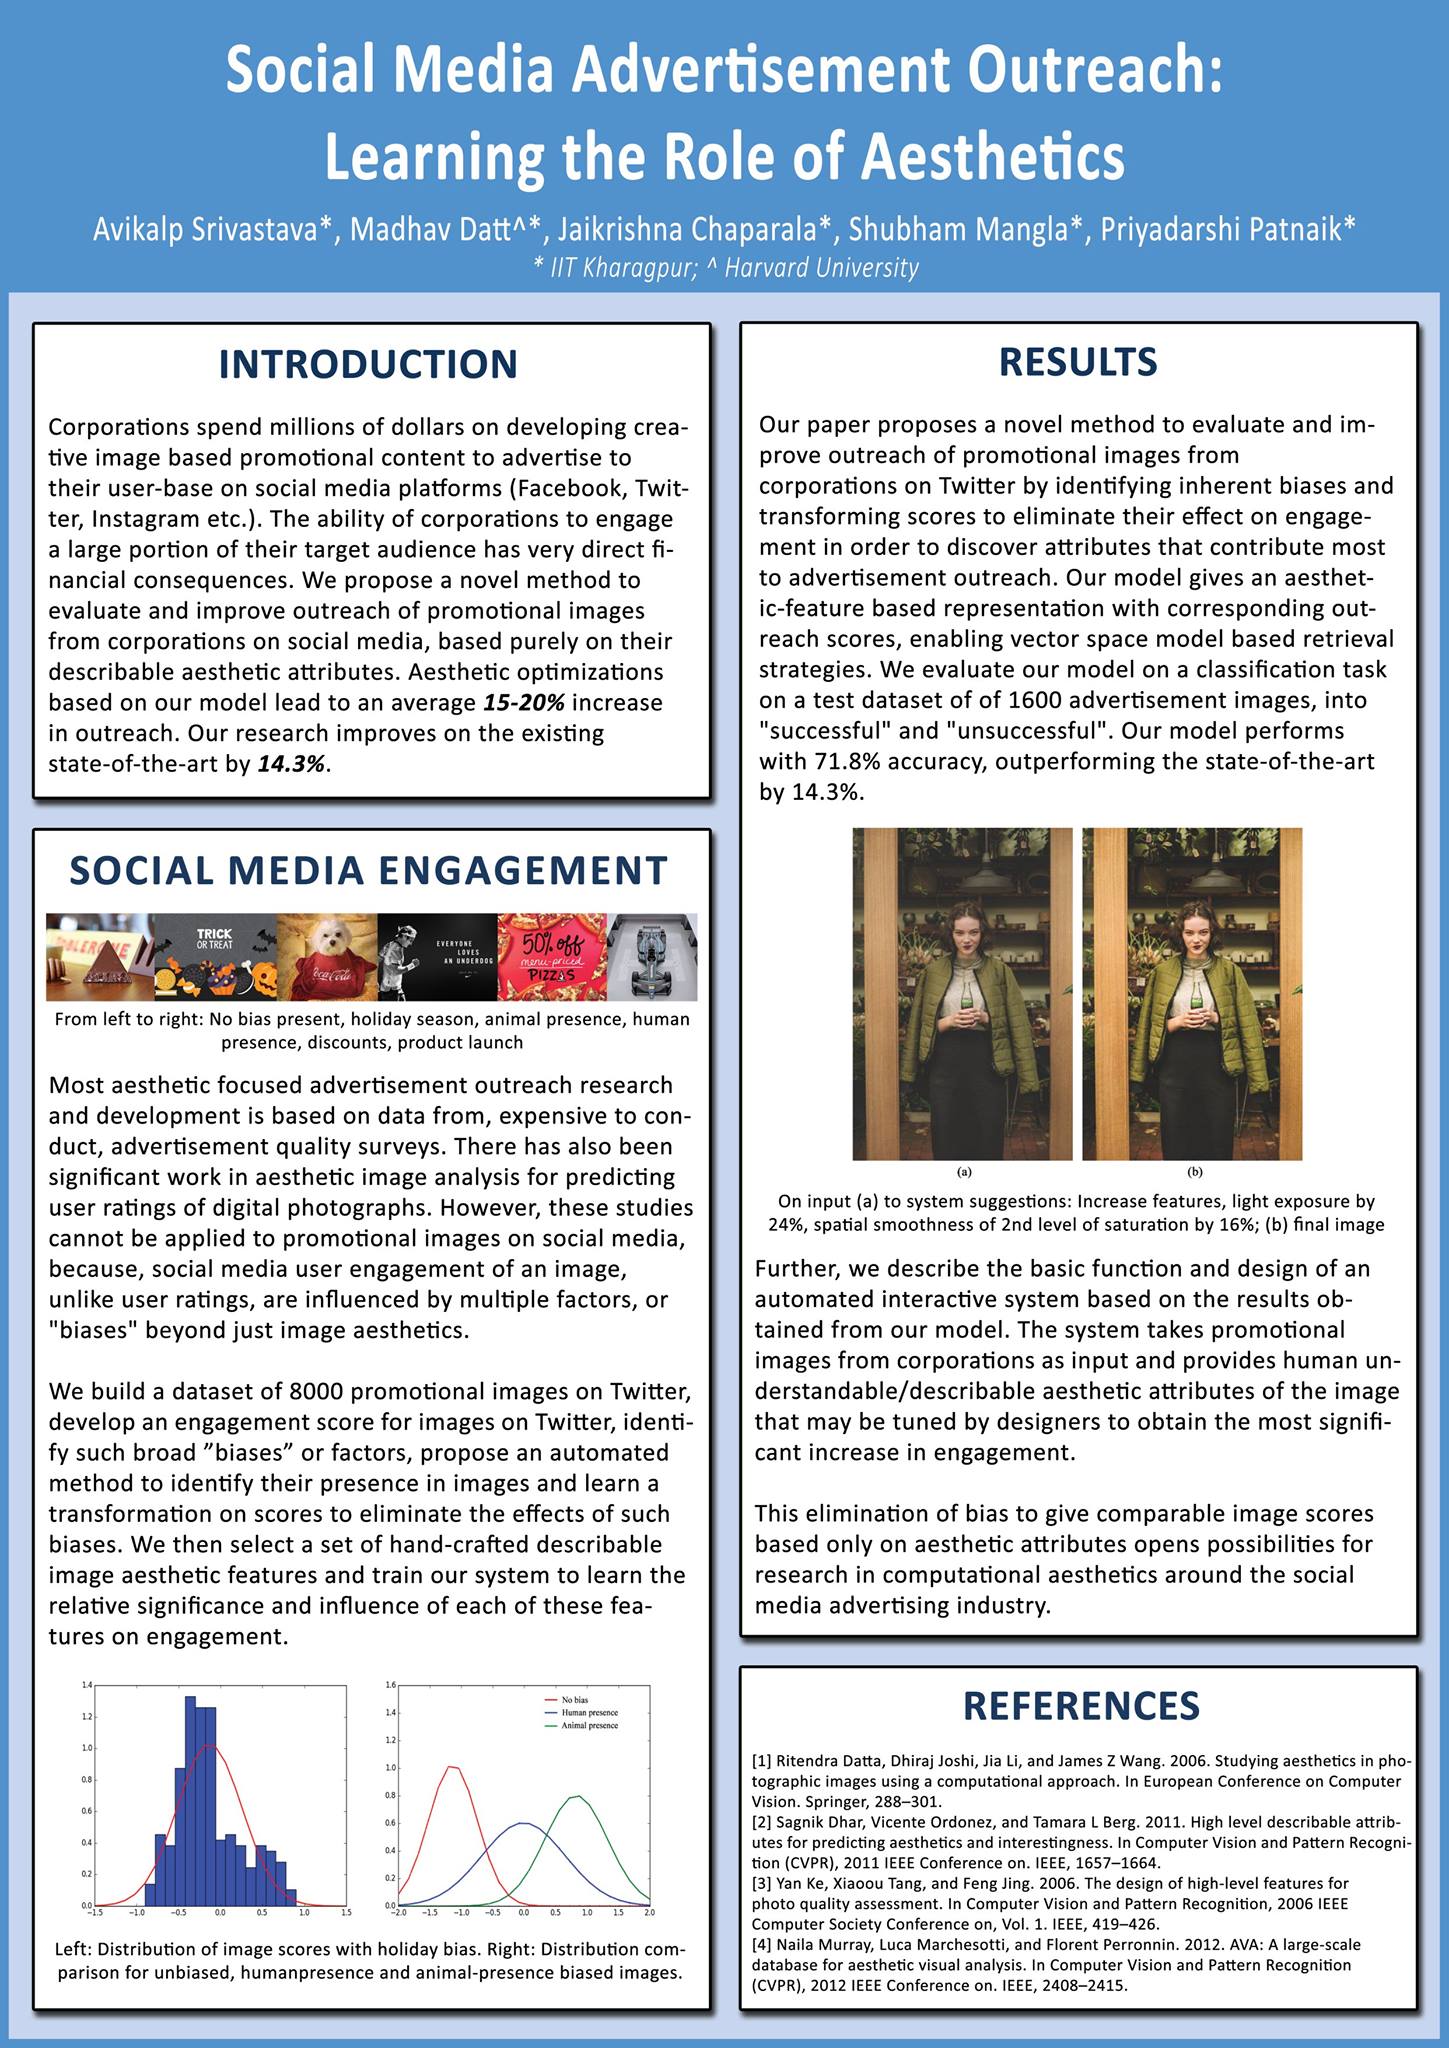 Social Media Advertisement Outreach:
Learning the Role of Aesthetics
Avikalp Srivastava*, Madhav Datt^*, Jaikrishna Chaparala*, Shubham Mangla*, Priyadarshi Patnaik*
* IIT Kharagpur; ^ Harvard University
INTRODUCTION
Corporations spend millions of dollars on developing crea-
tive image based promotional content to advertise to
their user-base on social media platforms (Facebook, Twit-
ter, Instagram etc.). The ability of corporations to engage
a large portion of their target audience has very direct fi-
nancial consequences. We propose a novel method to
evaluate and improve outreach of promotional images
from corporations on social media, based purely on their
describable aesthetic attributes. Aesthetic optimizations
based on our model lead to an average 15-20% increase
in outreach. Our research improves on the existing
state-of-the-art by 14.3%.
SOCIAL MEDIA ENGAGEMENT
TRICK
OR TREAT
Coca-Cola
EVERYONE
LOVES
AN UNDERDOG
50% off
menu-priced
PIZZAS
From left to right: No bias present, holiday season, animal presence, human
presence, discounts, product launch
Most aesthetic focused advertisement outreach research
and development is based on data from, expensive to con-
duct, advertisement quality surveys. There has also been
significant work in aesthetic image analysis for predicting
user ratings of digital photographs. However, these studies
cannot be applied to promotional images on social media,
because, social media user engagement of an image,
unlike user ratings, are influenced by multiple factors, or
"biases" beyond just image aesthetics.
We build a dataset of 8000 promotional images on Twitter,
develop an engagement score for images on Twitter, identi-
fy such broad ”biases” or factors, propose an automated
method to identify their presence in images and learn a
transformation on scores to eliminate the effects of such
biases. We then select a set of hand-crafted describable
image aesthetic features and train our system to learn the
relative significance and influence of each of these fea-
tures on engagement.
1.4
1.2
1.0
0.8
0.6
0.4
0.2
0.0
−1.5 −1.0 −0.5 0.0 0.5 1.0 1.5
1.6
1.4
1.2
1.0
0.8
0.6
0.4
0.2
0.0
−2.0 −1.5 −1.0 −0.5 0.0 0.5 1.0 1.5 2.0
No bias
Human presence
Animal presence
Left: Distribution of image scores with holiday bias. Right: Distribution com-
parison for unbiased, humanpresence and animal-presence biased images.
RESULTS
Our paper proposes a novel method to evaluate and im-
prove outreach of promotional images from
corporations on Twitter by identifying inherent biases and
transforming scores to eliminate their effect on engage-
ment in order to discover attributes that contribute most
to advertisement outreach. Our model gives an aesthet-
ic-feature based representation with corresponding out-
reach scores, enabling vector space model based retrieval
strategies. We evaluate our model on a classification task
on a test dataset of of 1600 advertisement images, into
"successful" and "unsuccessful". Our model performs
with 71.8% accuracy, outperforming the state-of-the-art
by 14.3%.
(a) (b)
On input (a) to system suggestions: Increase features, light exposure by
24%, spatial smoothness of 2nd level of saturation by 16%; (b) final image
Further, we describe the basic function and design of an
automated interactive system based on the results ob-
tained from our model. The system takes promotional
images from corporations as input and provides human un-
derstandable/describable aesthetic attributes of the image
that may be tuned by designers to obtain the most signifi-
cant increase in engagement.
This elimination of bias to give comparable image scores
based only on aesthetic attributes opens possibilities for
research in computational aesthetics around the social
media advertising industry.
REFERENCES
[1] Ritendra Datta, Dhiraj Joshi, Jia Li, and James Z Wang. 2006. Studying aesthetics in pho-
tographic images using a computational approach. In European Conference on Computer
Vision. Springer, 288–301.
[2] Sagnik Dhar, Vicente Ordonez, and Tamara L Berg. 2011. High level describable attrib-
utes for predicting aesthetics and interestingness. In Computer Vision and Pattern Recogni-
tion (CVPR), 2011 IEEE Conference on. IEEE, 1657–1664.
[3] Yan Ke, Xiaoou Tang, and Feng Jing. 2006. The design of high-level features for
photo quality assessment. In Computer Vision and Pattern Recognition, 2006 IEEE
Computer Society Conference on, Vol. 1. IEEE, 419–426.
[4] Naila Murray, Luca Marchesotti, and Florent Perronnin. 2012. AVA: A large-scale
database for aesthetic visual analysis. In Computer Vision and Pattern Recognition
(CVPR), 2012 IEEE Conference on. IEEE, 2408–2415.